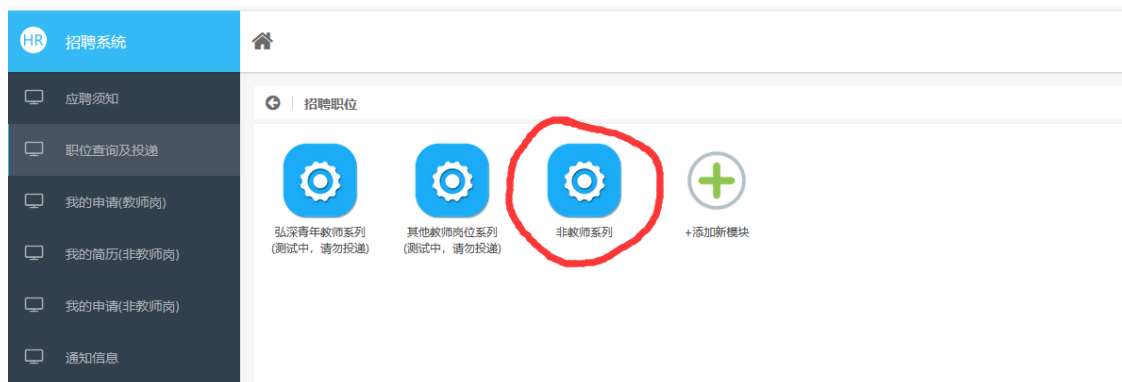 HR 招聘系统
应聘须知
职位查询及投递
我的申请(教师岗)
我的简历(非教师岗)
我的申请(非教师岗)
通知信息
招聘职位
弘深青年教师系列
(测试中，请勿投递)
其他教师岗位系列
(测试中，请勿投递)
非教师系列
+添加新模块